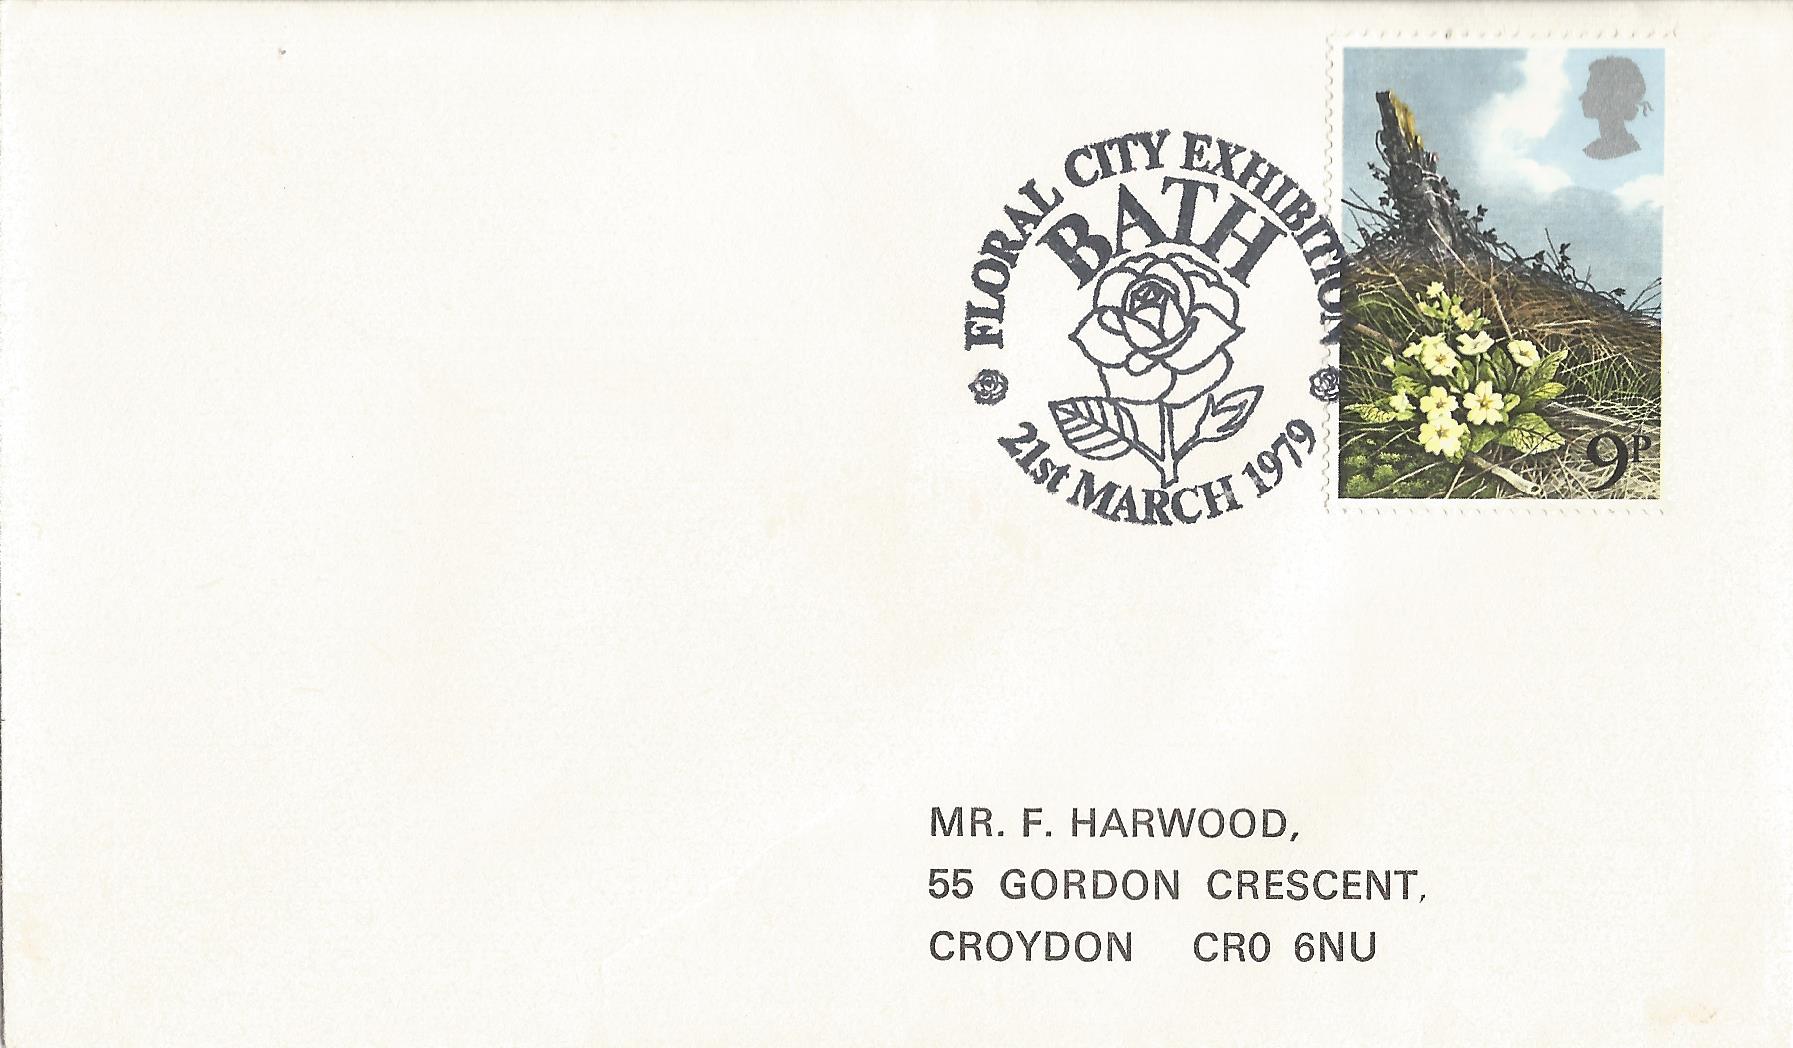 FLORAL CITY EXHIBITION
BATH
21st MARCH 1979
9P
MR. F. HARWOOD,
55 GORDON CRESCENT,
CROYDON CR0 6NU